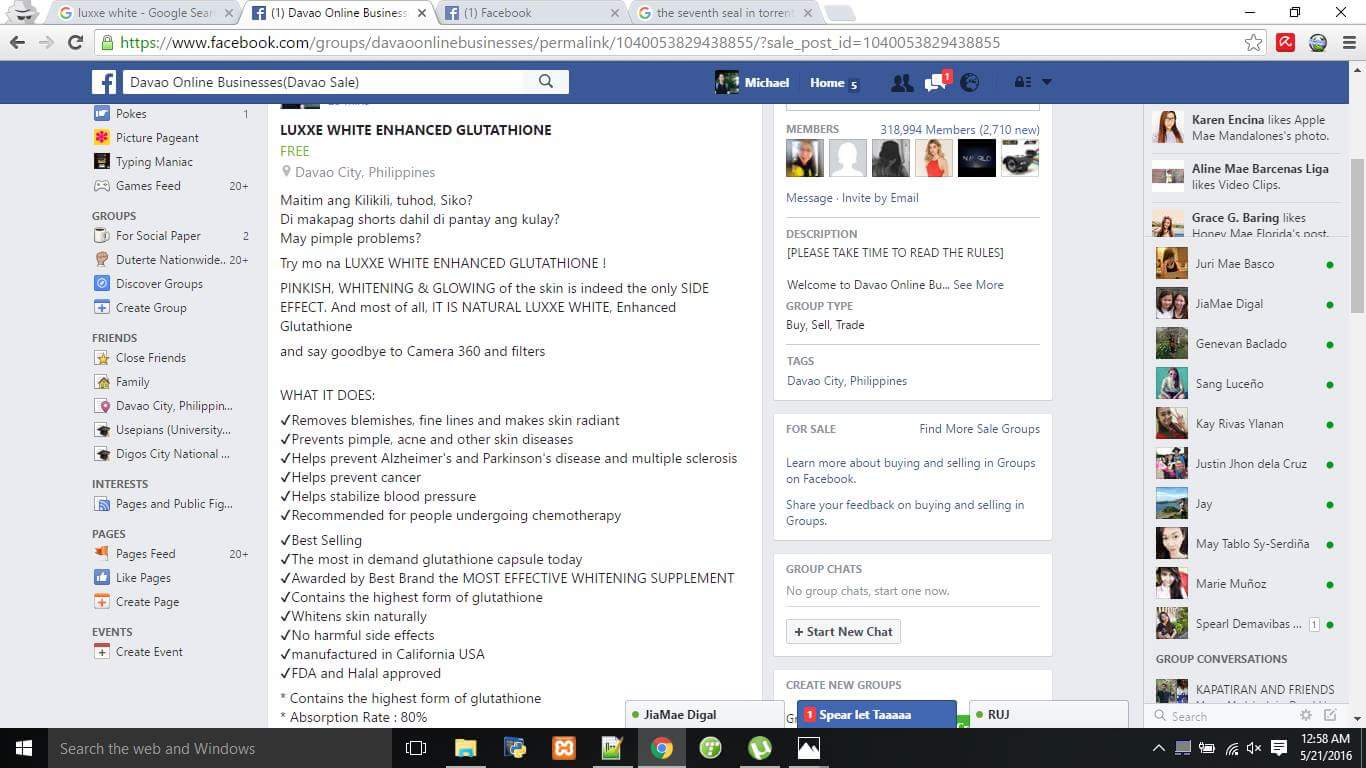 luxxe white - Google Sear
(1) Davao Online Business
(1) Facebook
the seventh seal in torrent
https://www.facebook.com/groups/davaoonlinebusinesses/permalink/1040053829438855/?sale_post_id=1040053829438855
Davao Online Businesses(Davao Sale)
Michael
Home 5
1
Pokes 1
Picture Pageant
Typing Maniac
Games Feed 20+
GROUPS
For Social Paper 2
Duterte Nationwide... 20+
Discover Groups
Create Group
FRIENDS
Close Friends
Family
Davao City, Philippin...
Usepians (University...
Digos City National ...
INTERESTS
Pages and Public Fig...
PAGES
Pages Feed 20+
Like Pages
Create Page
EVENTS
Create Event
LUXXE WHITE ENHANCED GLUTATHIONE
FREE
Davao City, Philippines
Maitim ang Kilikili, tuhod, Siko?
Di makapag shorts dahil di pantay ang kulay?
May pimple problems?
Try mo na LUXXE WHITE ENHANCED GLUTATHIONE !
PINKISH, WHITENING & GLOWING of the skin is indeed the only SIDE
EFFECT. And most of all, IT IS NATURAL LUXXE WHITE, Enhanced
Glutathione
and say goodbye to Camera 360 and filters
WHAT IT DOES:
✓Removes blemishes, fine lines and makes skin radiant
✓Prevents pimple, acne and other skin diseases
✓Helps prevent Alzheimer's and Parkinson's disease and multiple sclerosis
✓Helps prevent cancer
✓Helps stabilize blood pressure
✓Recommended for people undergoing chemotherapy
✓Best Selling
✓The most in demand glutathione capsule today
✓Awarded by Best Brand the MOST EFFECTIVE WHITENING SUPPLEMENT
✓Contains the highest form of glutathione
✓Whitens skin naturally
✓No harmful side effects
✓manufactured in California USA
✓FDA and Halal approved
* Contains the highest form of glutathione
* Absorption Rate : 80%
MEMBERS 318,994 Members (2,710 new)
Message · Invite by Email
DESCRIPTION
[PLEASE TAKE TIME TO READ THE RULES]
Welcome to Davao Online Bu... See More
GROUP TYPE
Buy, Sell, Trade
TAGS
Davao City, Philippines
FOR SALE Find More Sale Groups
Learn more about buying and selling in Groups
on Facebook.
Share your feedback on buying and selling in
Groups.
GROUP CHATS
No group chats, start one now.
+ Start New Chat
CREATE NEW GROUPS
Karen Encina likes Apple
Mae Mandalones's photo.
Aline Mae Barcenas Liga
likes Video Clips.
Grace G. Baring likes
Honey Mae Florida's post.
Juri Mae Basco
JiaMae Digal
Genevan Baclado
Sang Luceño
Kay Rivas Ylanan
Justin Jhon dela Cruz
Jay
May Tablo Sy-Serdiña
Marie Muñoz
Spearl Demavibas ... 1
GROUP CONVERSATIONS
KAPATIRAN AND FRIENDS
Search
JiaMae Digal
1 Spear let Taaaaa
RUJ
Search the web and Windows
12:58 AM
5/21/2016